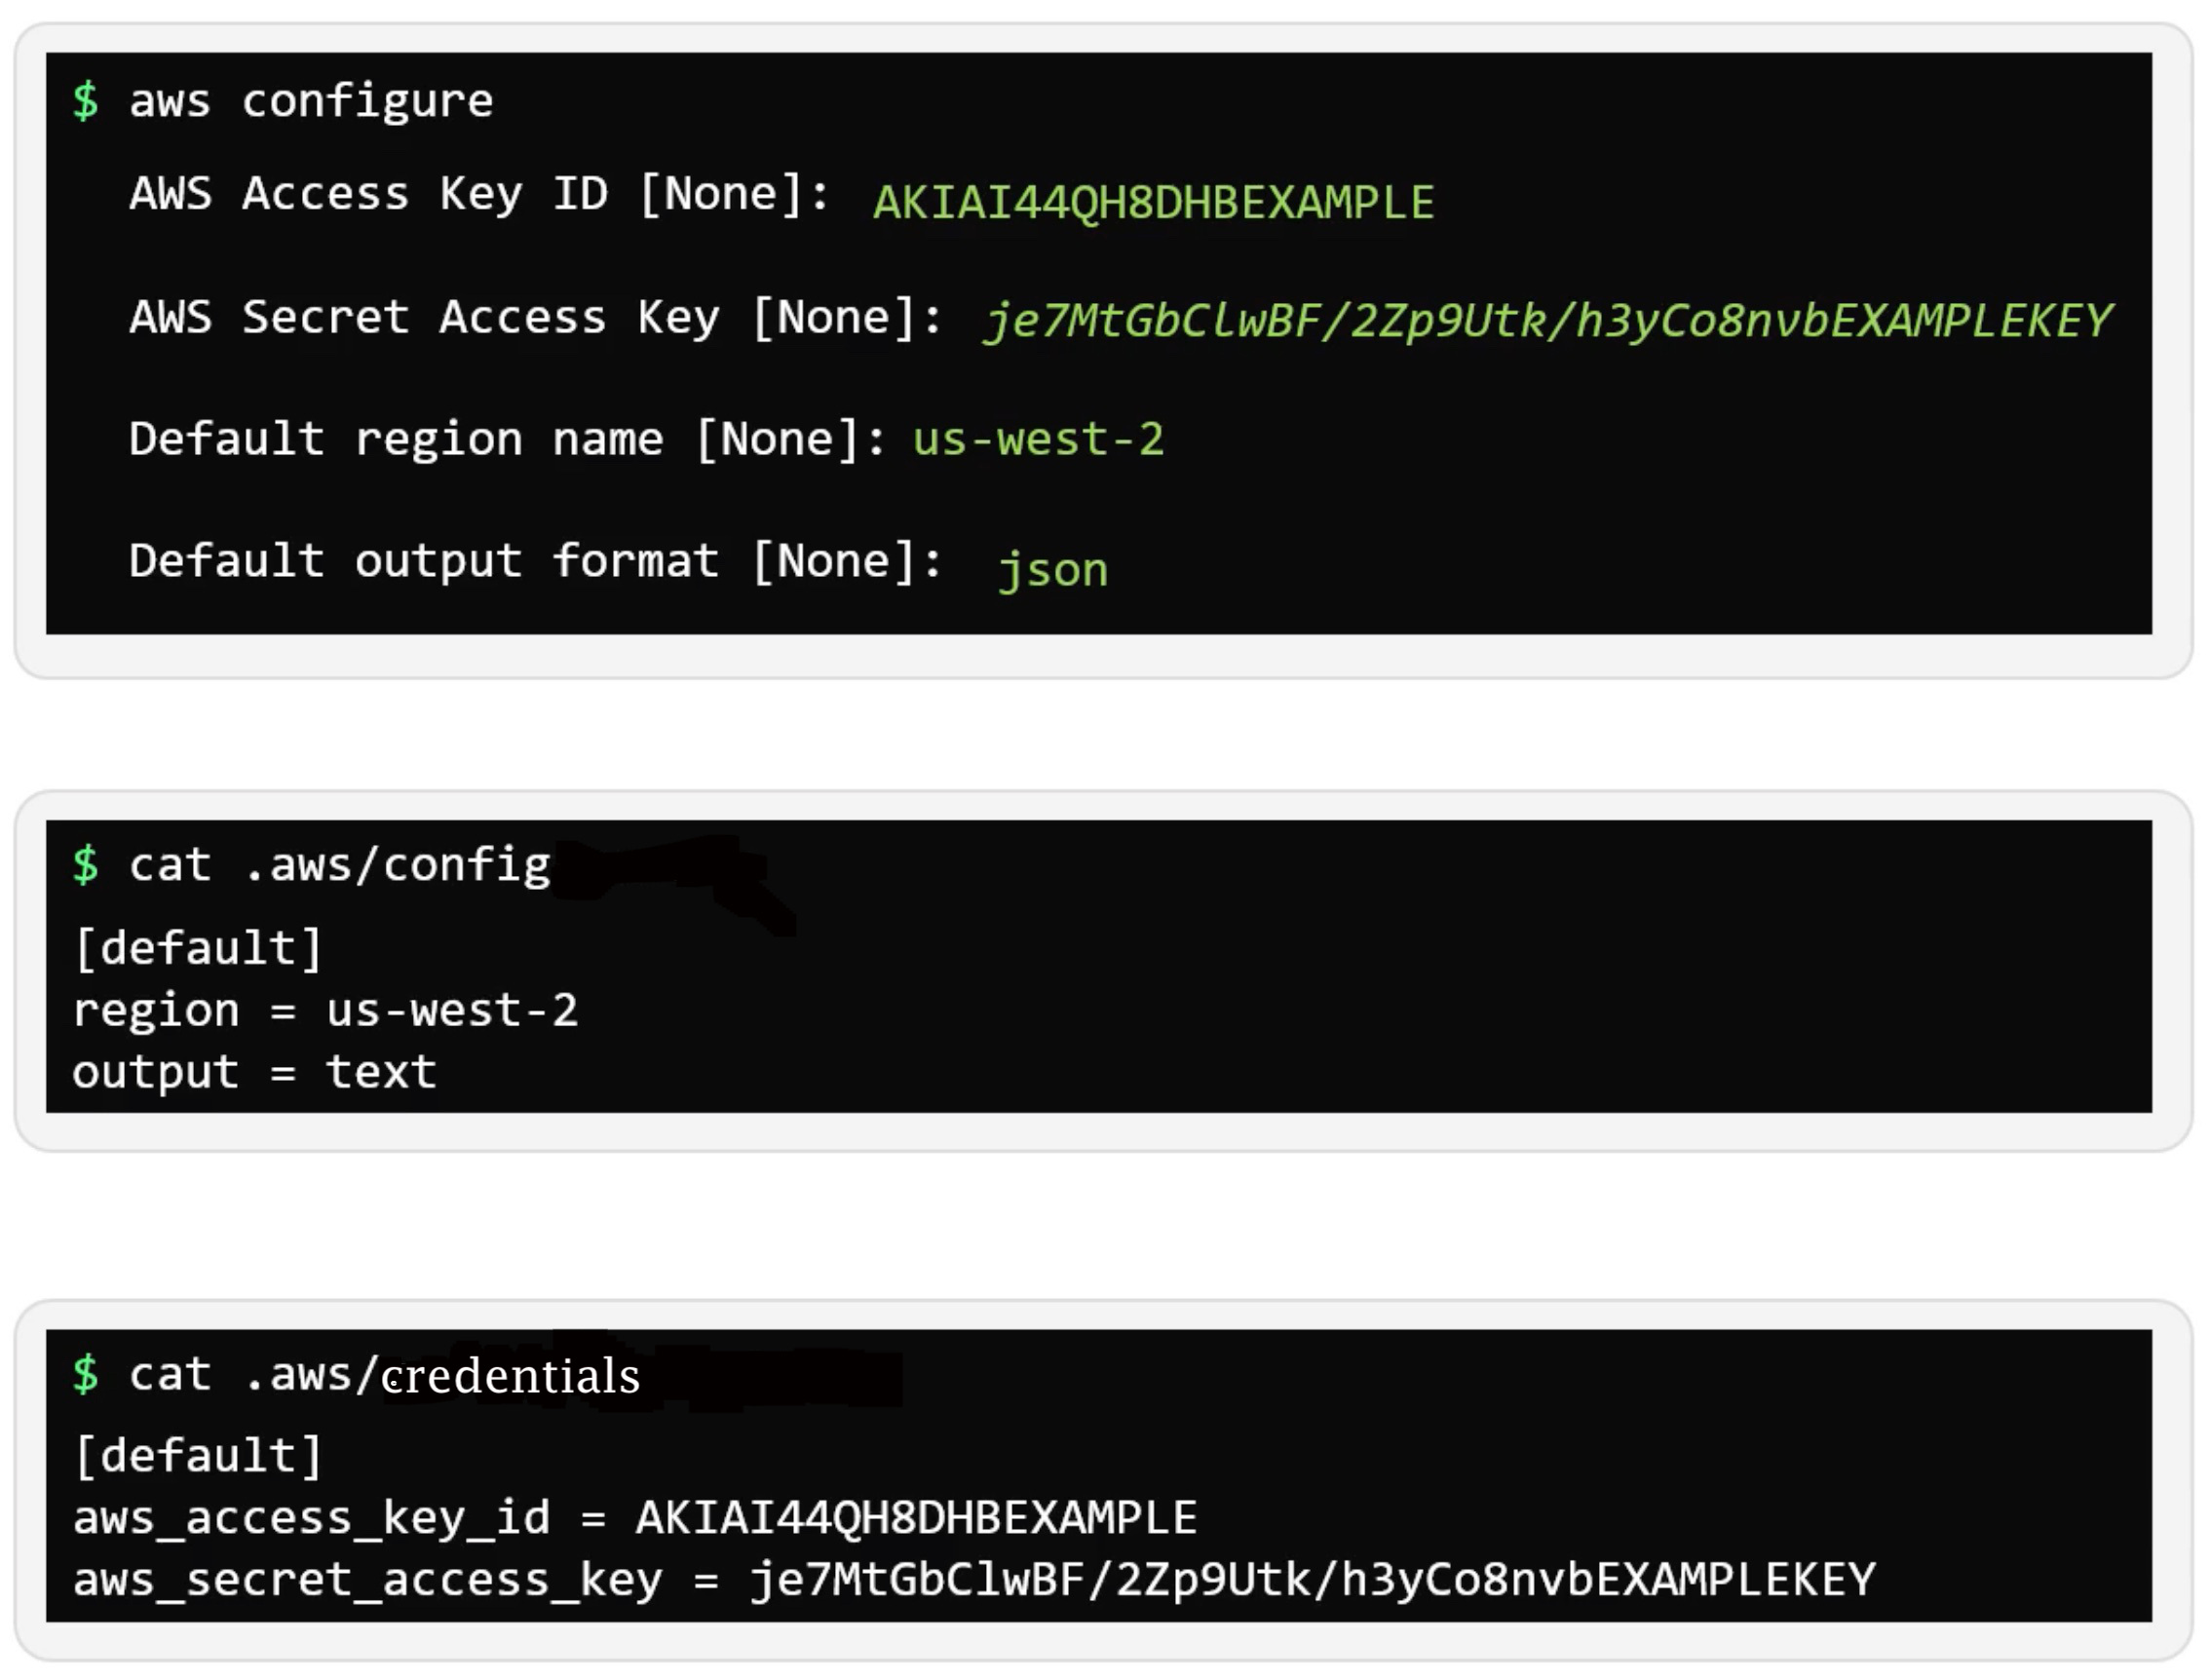 $ aws configure
AWS Access Key ID [None]: AKIAI44QH8DHBEXAMPLE
AWS Secret Access Key [None]: je7MtGbClwBF/2Zp9Utk/h3yCo8nvbEXAMPLEKEY
Default region name [None]: us-west-2
Default output format [None]: json
$ cat .aws/config
[default]
region = us-west-2
output = text
$ cat .aws/credentials
[default]
aws_access_key_id = AKIAI44QH8DHBEXAMPLE
aws_secret_access_key = je7MtGbClwBF/2Zp9Utk/h3yCo8nvbEXAMPLEKEY